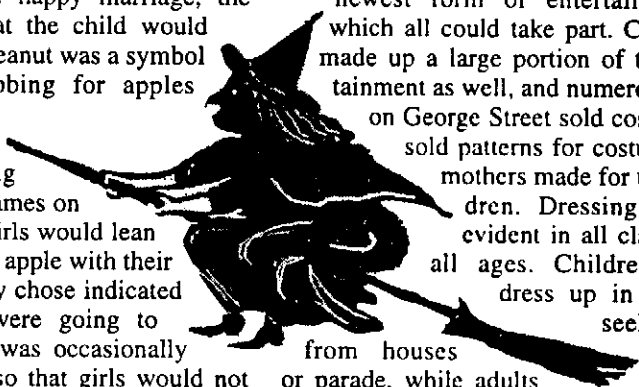 happy marriage, the
at the child would
eanut was a symbol
bbing for apples
g
ames on
irls would lean
apple with their
y chose indicated
were going to
was occasionally
so that girls would not
newest form of entertai
which all could take part. C
made up a large portion of t
tainment as well, and numer
on George Street sold cos
sold patterns for costu
mothers made for t
dren. Dressing
evident in all cla
all ages. Childre
dress up in
see
from houses
or parade, while adults